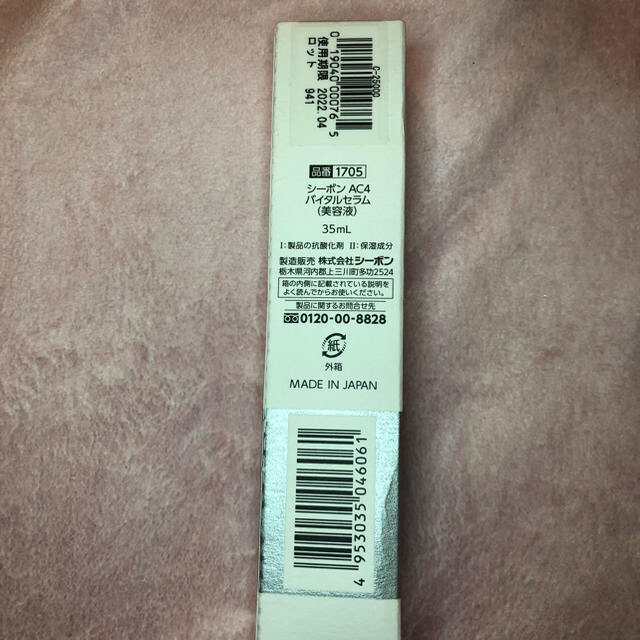 C-25000
0 19040 00076 5
使用期限 2022.04
ロット 941
品番 1705
シーボン AC4
バイタルセラム
(美容液)
35mL
Ⅰ:製品の抗酸化剤 Ⅱ:保湿成分
製造販売 株式会社シーボン
栃木県河内郡上三川町多功2524
箱の内側に記載されている説明を
よく読んでからお使いください。
製品に関するお問合せ先
0120-00-8828
紙
外箱
MADE IN JAPAN
4 953035 046061